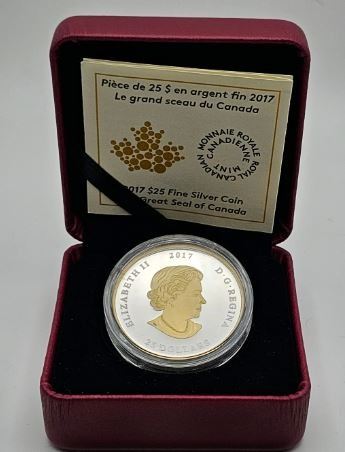 Pièce de 25 $ en argent fin 2017
Le grand sceau du Canada
MONNAIE ROYALE CANADIENNE
ROYAL CANADIAN MINT
2017 $25 Fine Silver Coin
Great Seal of Canada
ELIZABETH II
2017
D·G·REGINA
25 DOLLARS